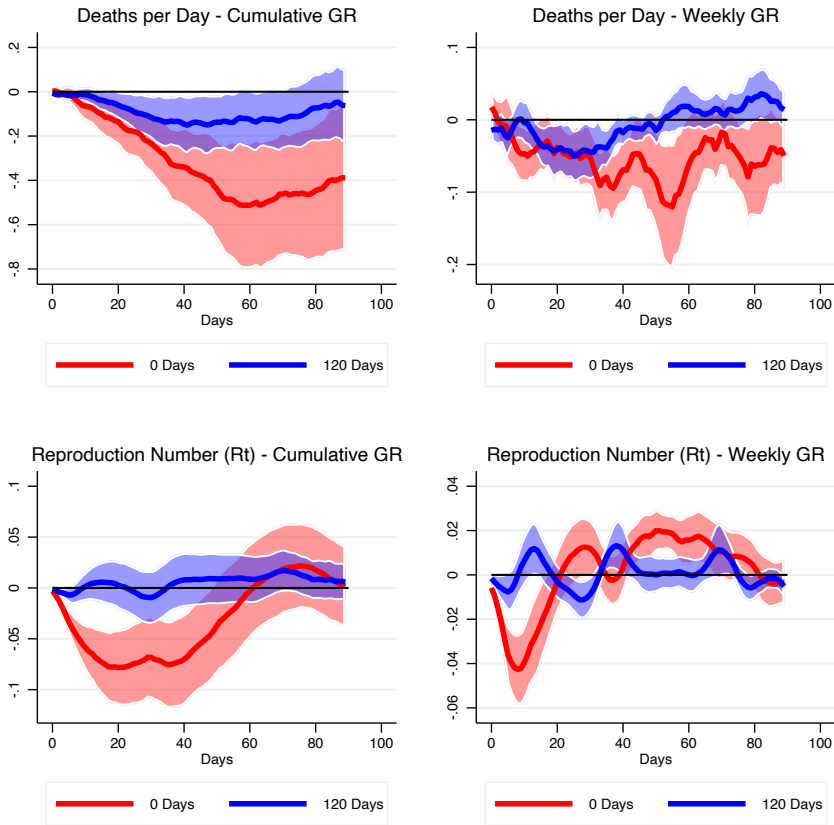 Deaths per Day - Cumulative GR
.2
0
-.2
-.4
-.6
-.8
0 20 40 60 80 100
Days
0 Days 120 Days
Deaths per Day - Weekly GR
.1
0
-.1
-.2
0 20 40 60 80 100
Days
0 Days 120 Days
Reproduction Number (Rt) - Cumulative GR
.1
.05
0
-.05
-.1
0 20 40 60 80 100
Days
0 Days 120 Days
Reproduction Number (Rt) - Weekly GR
.04
.02
0
-.02
-.04
-.06
0 20 40 60 80 100
Days
0 Days 120 Days